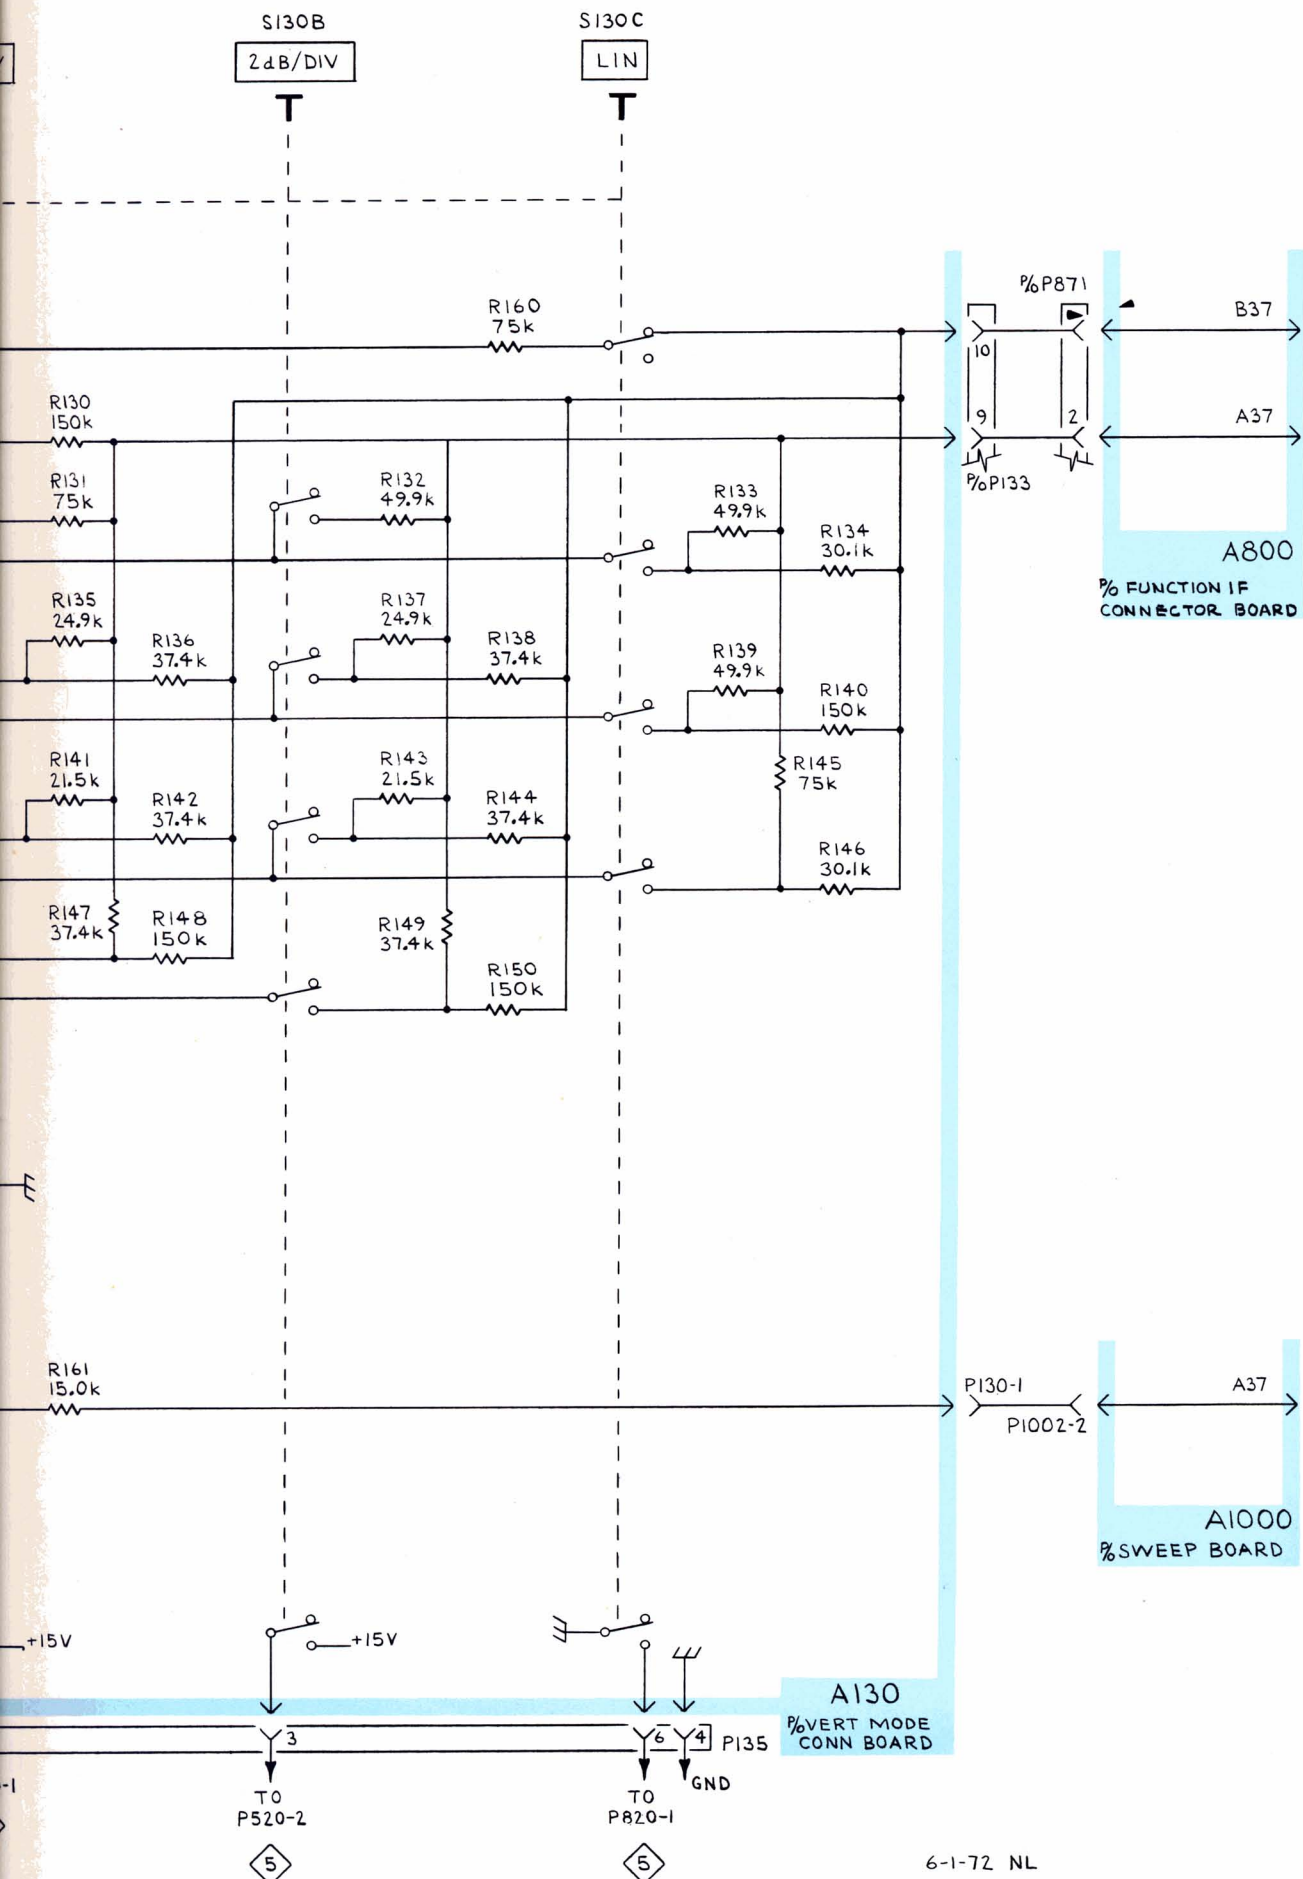 S130B
S130C
2dB/DIV
LIN
P/O P871
R160
75k
B37
10
R130
150k
9
2
A37
P/O P133
R131
75k
R132
49.9k
R133
49.9k
R134
30.1k
A800
P/O FUNCTION IF
CONNECTOR BOARD
R135
24.9k
R136
37.4k
R137
24.9k
R138
37.4k
R139
49.9k
R140
150k
R141
21.5k
R142
37.4k
R143
21.5k
R144
37.4k
R145
75k
R146
30.1k
R147
37.4k
R148
150k
R149
37.4k
R150
150k
R161
15.0k
P130-1
P1002-2
A37
A1000
P/O SWEEP BOARD
+15V
+15V
A130
P/O VERT MODE
CONN BOARD
3
6
4
P135
GND
-1
TO
P520-2
5
TO
P820-1
5
6-1-72 NL